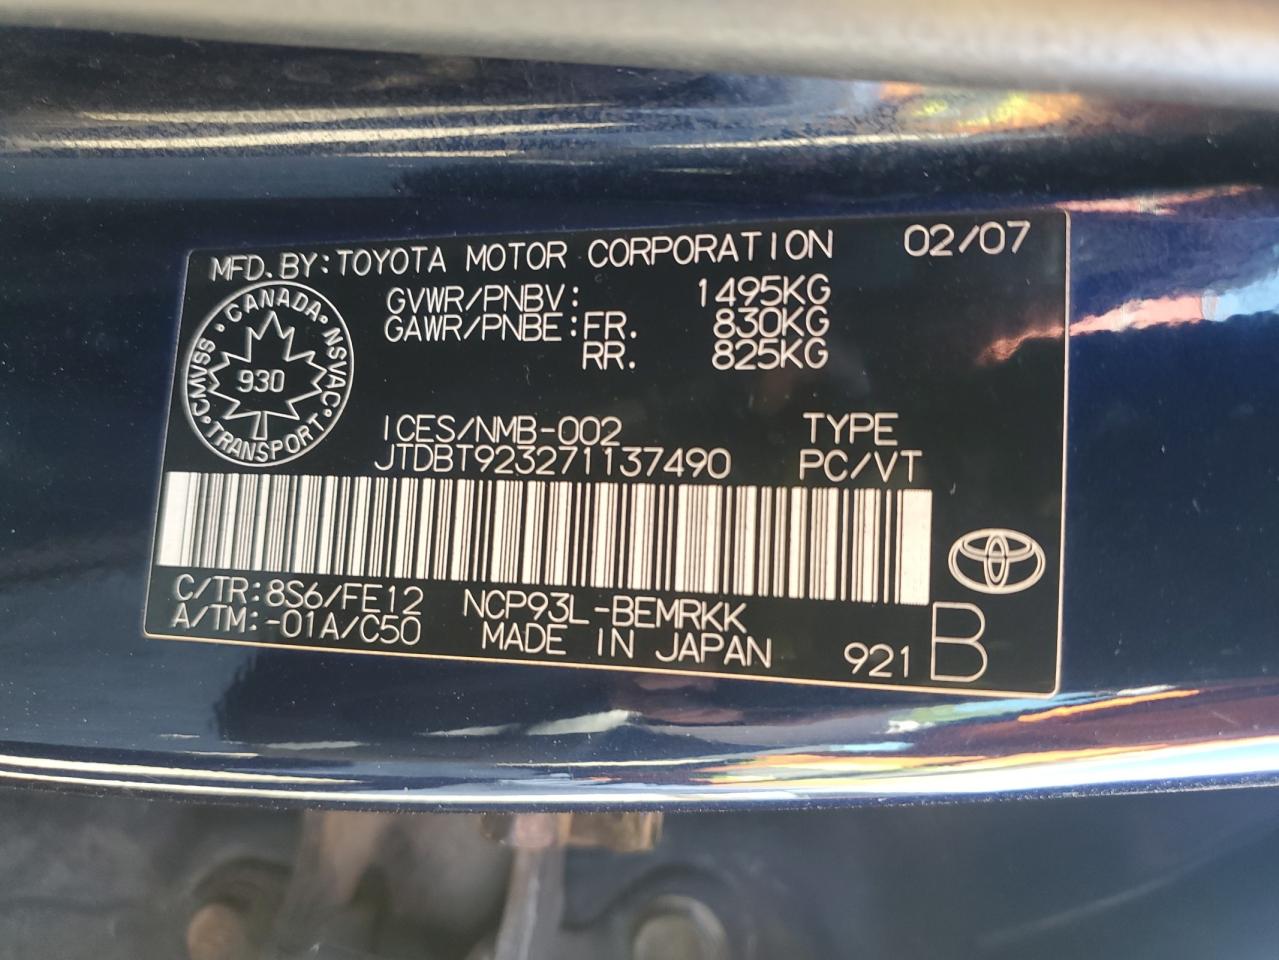 MFD.BY:TOYOTA MOTOR CORPORATION 02/07
GVWR/PNBV: 1495KG
GAWR/PNBE:FR. 830KG
RR. 825KG
CMVSS · CANADA · NSVAC · TRANSPORT ·
930
ICES/NMB-002 TYPE
JTDBT923271137490 PC/VT
C/TR:8S6/FE12 NCP93L-BEMRKK
A/TM:-01A/C50 MADE IN JAPAN 921 B